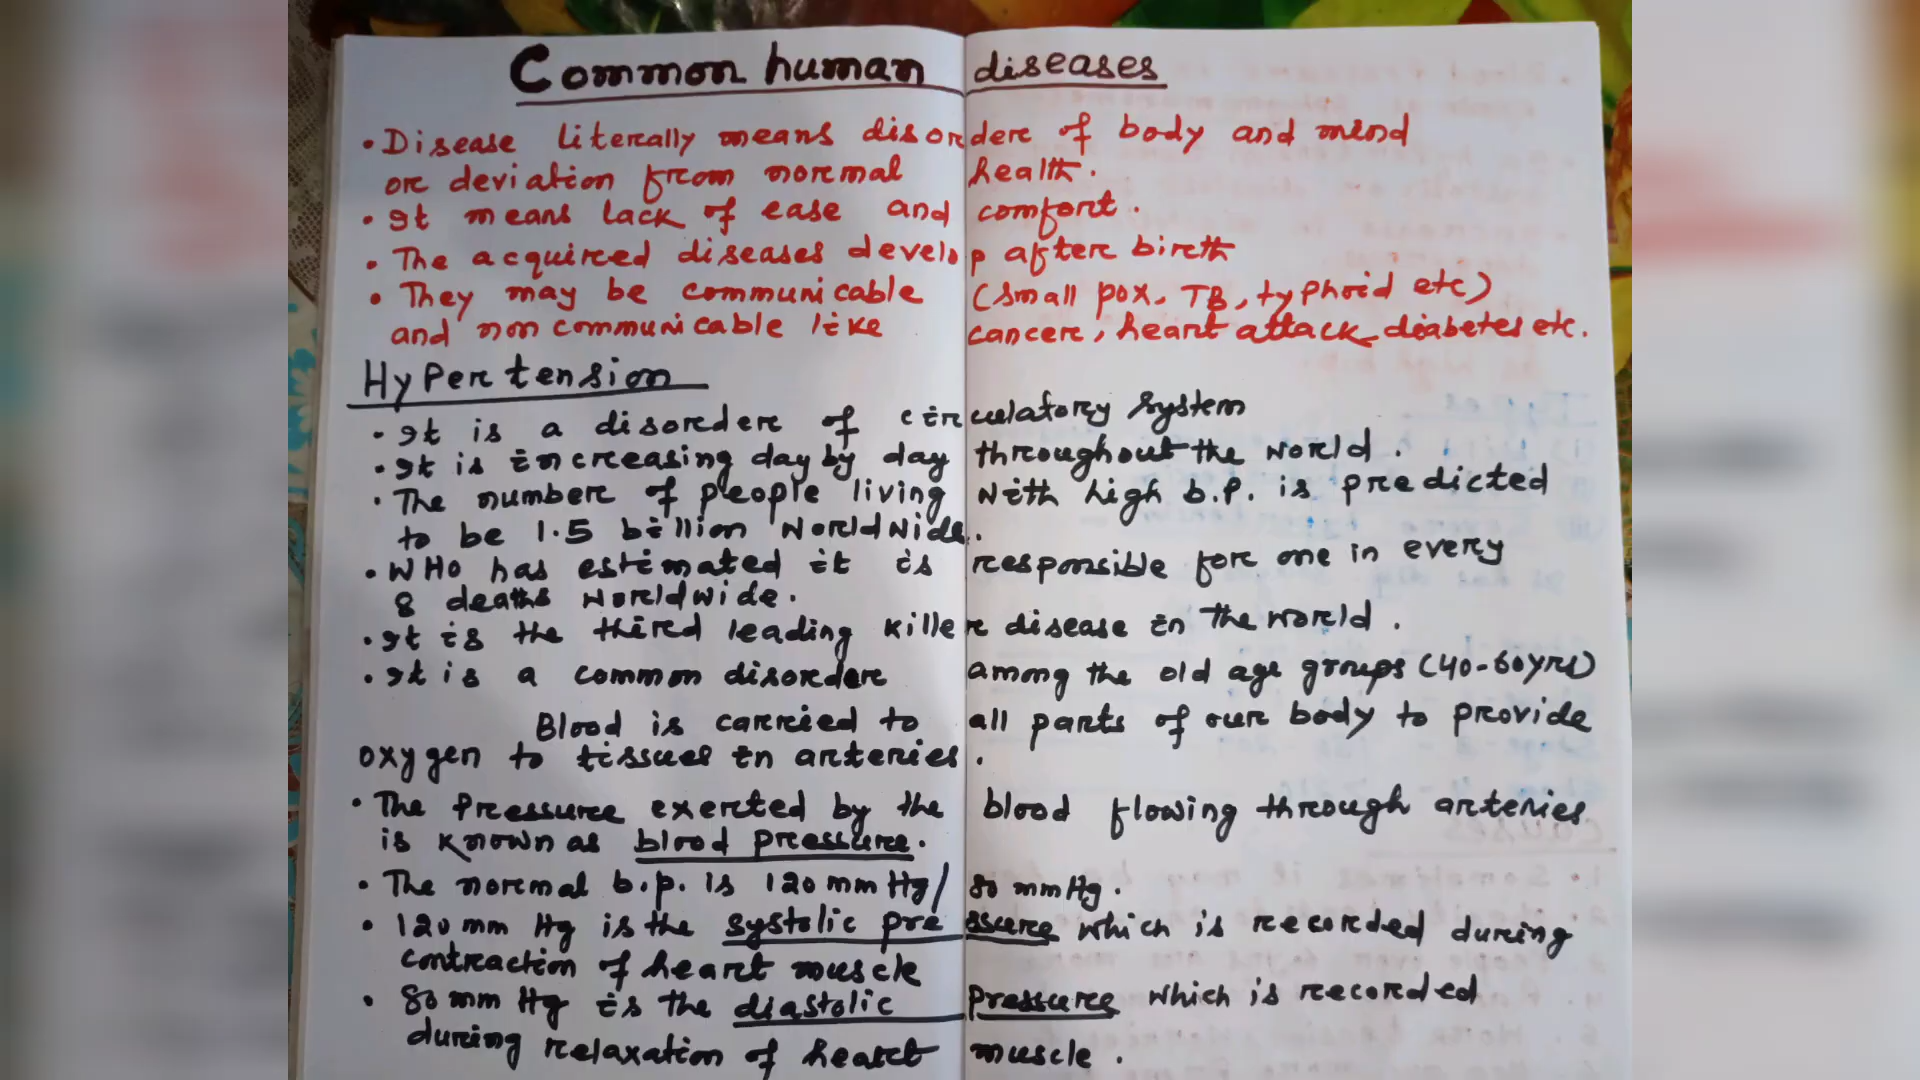 Common human diseases
• Disease literally means disorder of body and mind
or deviation from normal health.
• It means lack of ease and comfort.
• The acquired diseases develop after birth
• They may be communicable (small pox, TB, typhoid etc)
and non communicable like cancer, heart attack, diabetes etc.
Hypertension
• It is a disorder of circulatory system
• It is increasing day by day throughout the world.
• The number of people living with high b.p. is predicted
to be 1.5 billion worldwide.
• WHO has estimated it is responsible for one in every
8 deaths worldwide.
• It is the third leading killer disease in the world.
• It is a common disorder among the old age groups (40-60yrs)
Blood is carried to all parts of our body to provide
oxygen to tissues in arteries.
• The Pressure exerted by the blood flowing through arteries
is known as blood pressure.
• The normal b.p. is 120 mm Hg/ 80 mm Hg.
• 120 mm Hg is the systolic pressure which is recorded during
contraction of heart muscle
• 80 mm Hg is the diastolic pressure which is recorded
during relaxation of heart muscle.